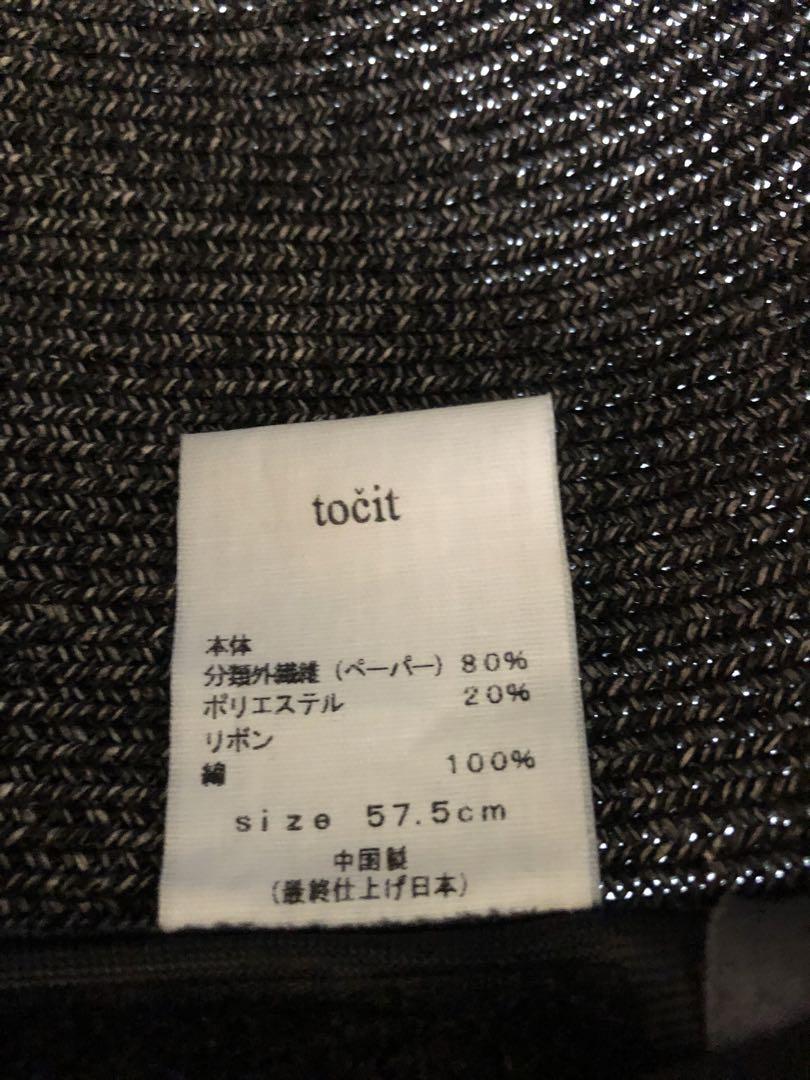 točit
本体
分類外繊維(ペーパー) 80%
ポリエステル 20%
リボン
綿 100%
size 57.5cm
中国製
(最終仕上げ日本)